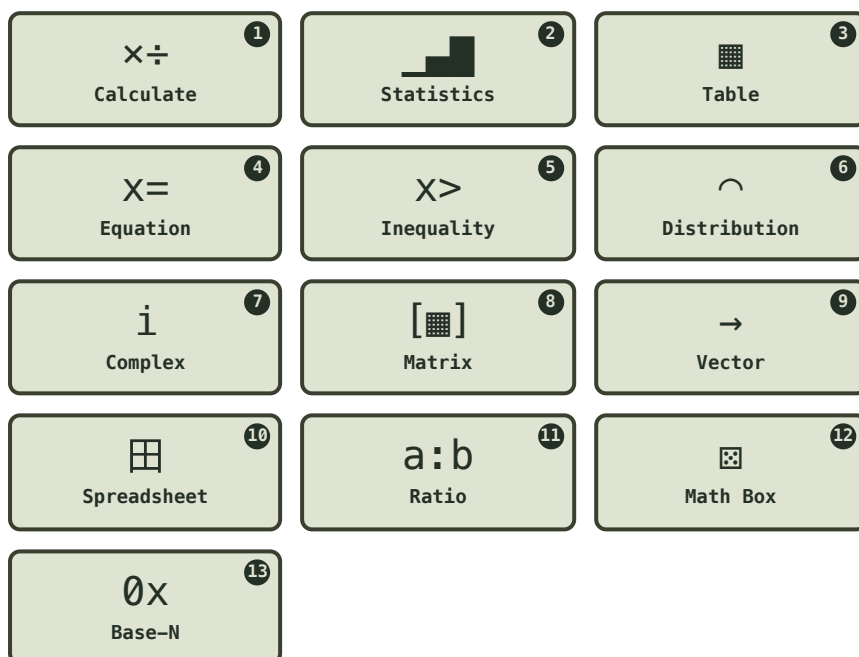 1
×÷
Calculate
2
▁▄█
Statistics
3
▦
Table
4
x=
Equation
5
x>
Inequality
6
◠
Distribution
7
i
Complex
8
[▦]
Matrix
9
→
Vector
10
田
Spreadsheet
11
a:b
Ratio
12
⚄
Math Box
13
0x
Base–N